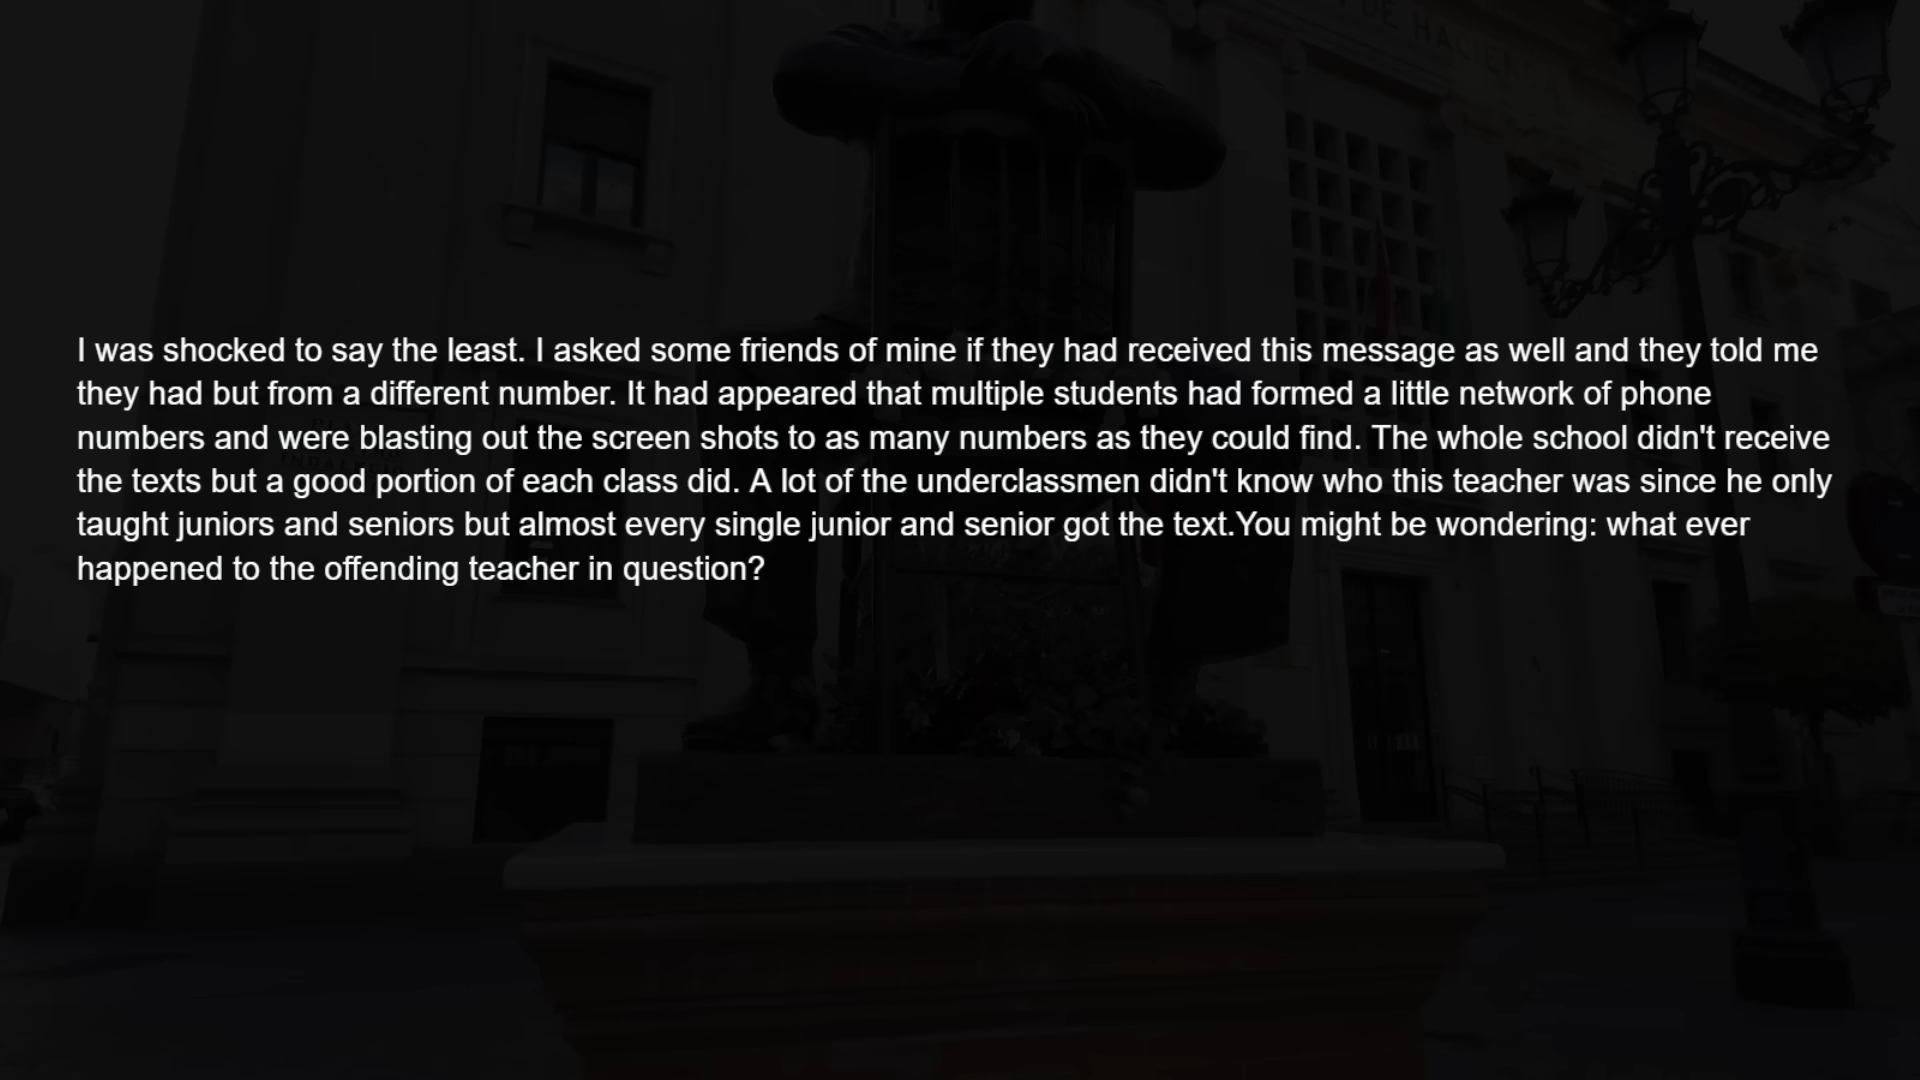 I was shocked to say the least. I asked some friends of mine if they had received this message as well and they told me
they had but from a different number. It had appeared that multiple students had formed a little network of phone
numbers and were blasting out the screen shots to as many numbers as they could find. The whole school didn't receive
the texts but a good portion of each class did. A lot of the underclassmen didn't know who this teacher was since he only
taught juniors and seniors but almost every single junior and senior got the text.You might be wondering: what ever
happened to the offending teacher in question?